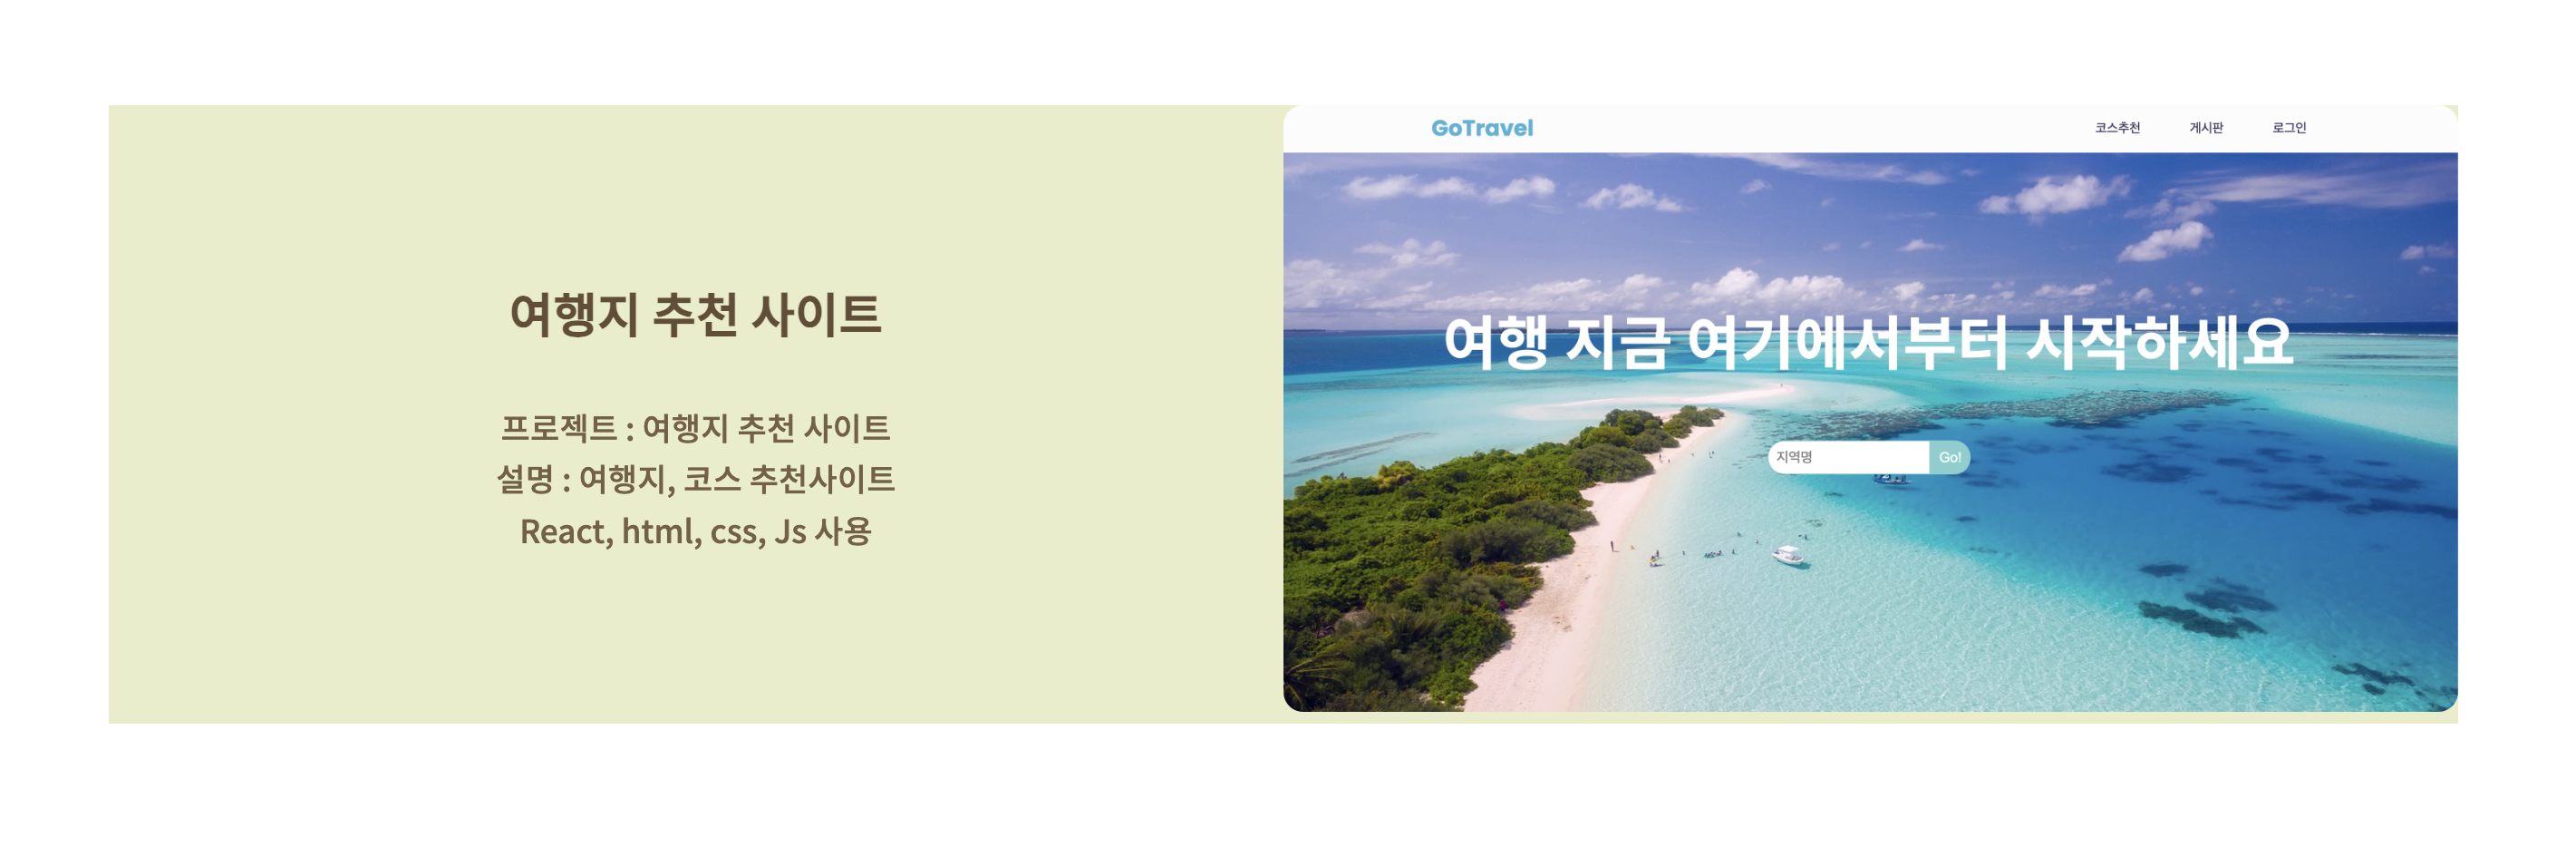 여행지 추천 사이트
프로젝트 : 여행지 추천 사이트
설명 : 여행지, 코스 추천사이트
React, html, css, Js 사용
GoTravel
코스추천
게시판
로그인
여행 지금 여기에서부터 시작하세요
지역명
Go!